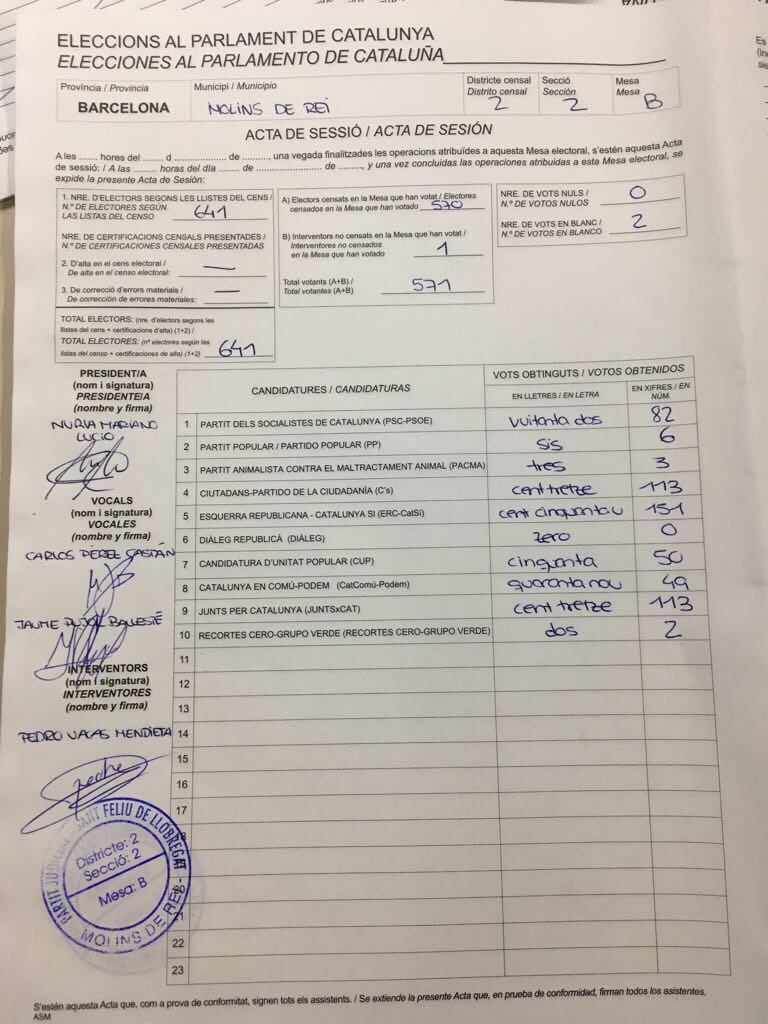 ELECCIONS AL PARLAMENT DE CATALUNYA
ELECCIONES AL PARLAMENTO DE CATALUÑA
Província / Provincia
BARCELONA
Municipi / Municipio
MOLINS DE REI
Districte censal
Distrito censal
2
Secció
Sección
2
Mesa
Mesa
B
ACTA DE SESSIÓ / ACTA DE SESIÓN
A les ........ hores del ........ d ................ de ........., una vegada finalitzades les operacions atribuïdes a aquesta Mesa electoral, s'estén aquesta Acta
de sessió: / A las ......... horas del día ....... de ................ de ........, y una vez concluidas las operaciones atribuidas a esta Mesa electoral, se
expide la presente Acta de Sesión:
1. NRE. D'ELECTORS SEGONS LES LLISTES DEL CENS /
N.º DE ELECTORES SEGÚN
LAS LISTAS DEL CENSO 641
NRE. DE CERTIFICACIONS CENSALS PRESENTADES /
N.º DE CERTIFICACIONES CENSALES PRESENTADAS
2. D'alta en el cens electoral /
De alta en el censo electoral: —
3. De correcció d'errors materials /
De corrección de errores materiales: —
TOTAL ELECTORS: (nre. d'electors segons les
llistes del cens + certificacions d'alta) (1+2) /
TOTAL ELECTORES: (nº electores según las
listas del censo + certificaciones de alta) (1+2) 641
A) Electors censats en la Mesa que han votat / Electores
censados en la Mesa que han votado 570
B) Interventors no censats en la Mesa que han votat /
Interventores no censados
en la Mesa que han votado 1
Total votants (A+B) /
Total votantes (A+B) 571
NRE. DE VOTS NULS /
N.º DE VOTOS NULOS 0
NRE. DE VOTS EN BLANC /
N.º DE VOTOS EN BLANCO 2
PRESIDENT/A
(nom i signatura)
PRESIDENTE/A
(nombre y firma)
NURIA MARIANO
LUCIO
VOCALS
(nom i signatura)
VOCALES
(nombre y firma)
CARLOS PÉREZ GASTÁN
JAUME PUJOL BALLESTÉ
INTERVENTORS
(nom i signatura)
INTERVENTORES
(nombre y firma)
PEDRO VACAS MENDIETA
CANDIDATURES / CANDIDATURAS
VOTS OBTINGUTS / VOTOS OBTENIDOS
EN LLETRES / EN LETRA
EN XIFRES / EN
NÚM.
1 PARTIT DELS SOCIALISTES DE CATALUNYA (PSC-PSOE) vuitanta dos 82
2 PARTIT POPULAR / PARTIDO POPULAR (PP) sis 6
3 PARTIT ANIMALISTA CONTRA EL MALTRACTAMENT ANIMAL (PACMA) tres 3
4 CIUTADANS-PARTIDO DE LA CIUDADANÍA (C's) cent tretze 113
5 ESQUERRA REPUBLICANA - CATALUNYA SI (ERC-CatSí) cent cinquanta u 151
6 DIÀLEG REPUBLICÀ (DIÀLEG) zero 0
7 CANDIDATURA D'UNITAT POPULAR (CUP) cinquanta 50
8 CATALUNYA EN COMÚ-PODEM (CatComú-Podem) quaranta nou 49
9 JUNTS PER CATALUNYA (JUNTSxCAT) cent tretze 113
10 RECORTES CERO-GRUPO VERDE (RECORTES CERO-GRUPO VERDE) dos 2
11
12
13
14
15
16
17
18
19
20
21
22
23
PARTIT JUDICIAL SANT FELIU DE LLOBREGAT
Districte: 2
Secció: 2
Mesa: B
MOLINS DE REI
S'estén aquesta Acta que, com a prova de conformitat, signen tots els assistents. / Se extiende la presente Acta que, en prueba de conformidad, firman todos los asistentes.
ASM